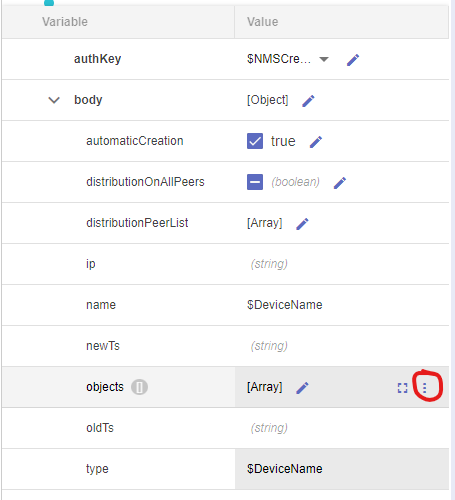 Variable Value
authKey $NMSCre...
body [Object]
automaticCreation true
distributionOnAllPeers (boolean)
distributionPeerList [Array]
ip (string)
name $DeviceName
newTs (string)
objects [] [Array]
oldTs (string)
type $DeviceName